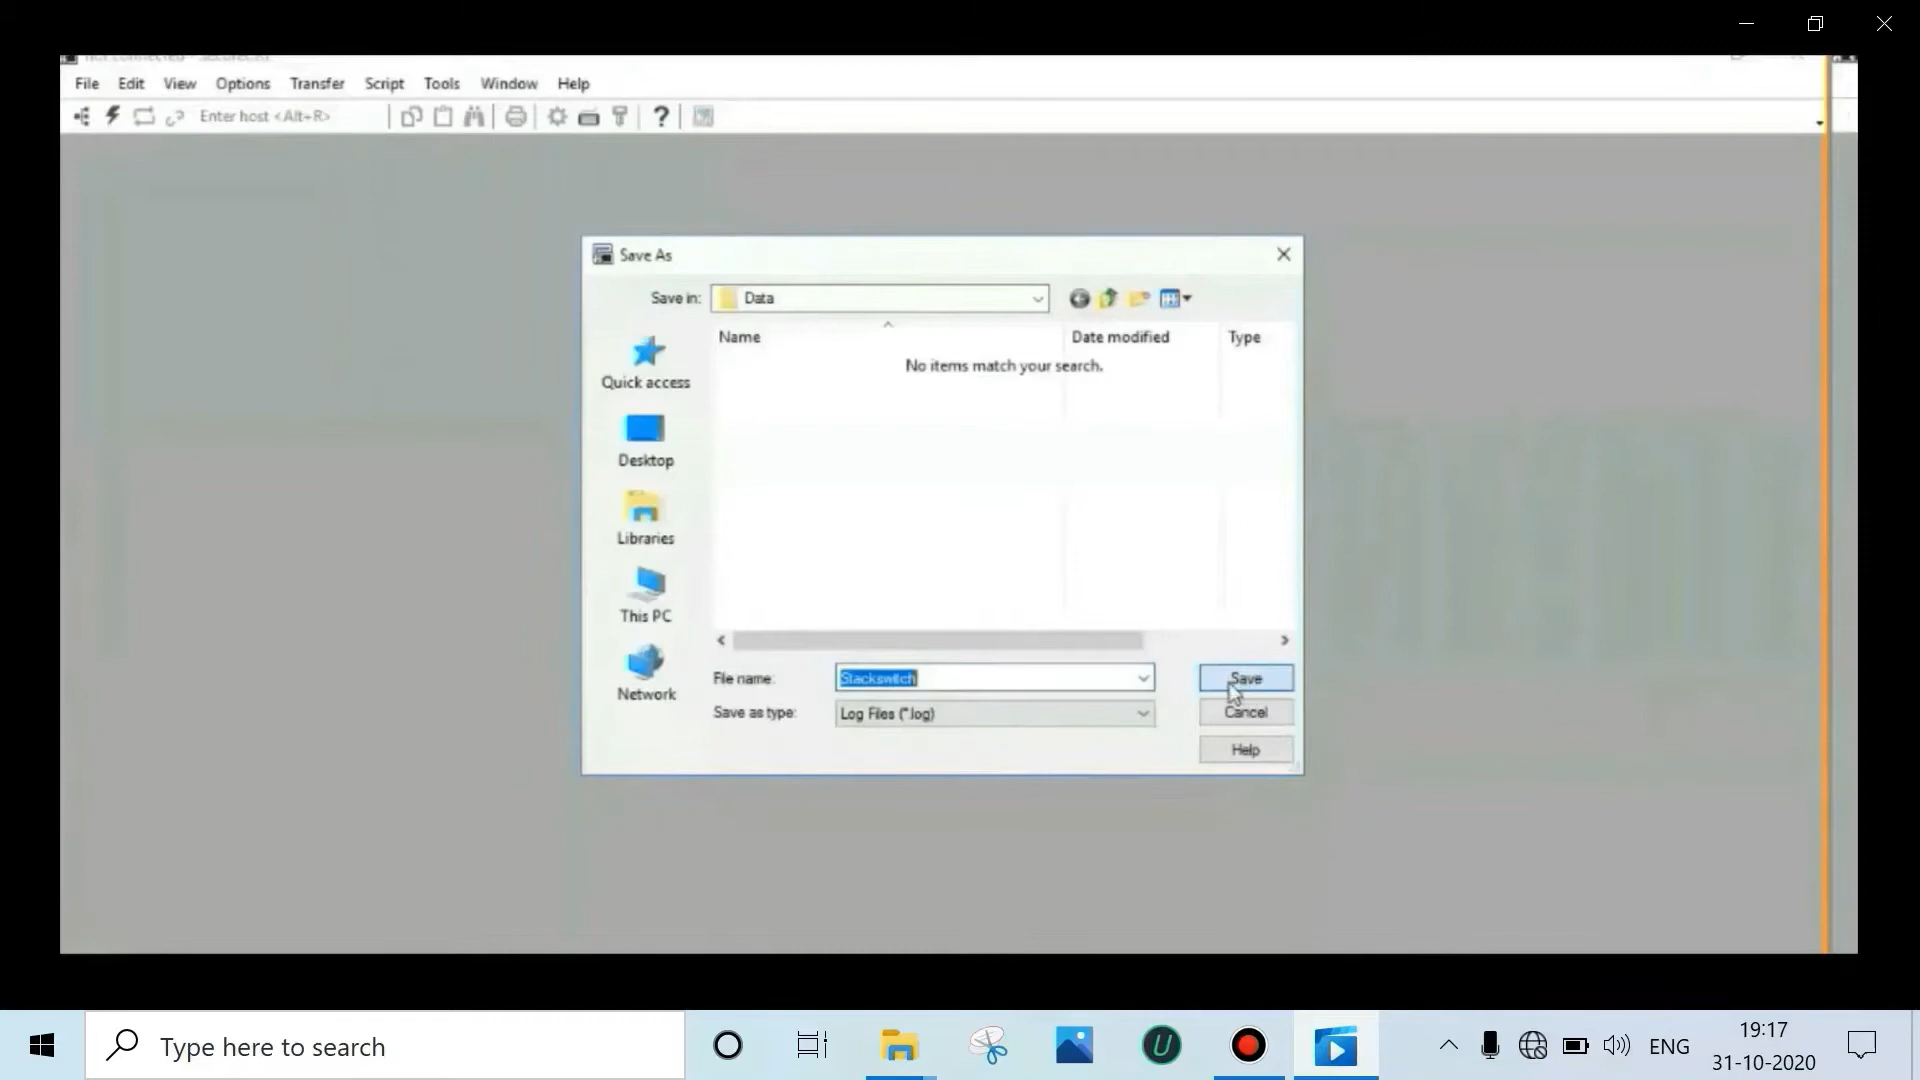 File Edit View Options Transfer Script Tools Window Help
Enter host <Alt+R>
Save As
Save in: Data
Name Date modified Type
No items match your search.
Quick access
Desktop
Libraries
This PC
Network
File name: Stackswitch Save
Save as type: Log Files (*.log) Cancel
Help
Type here to search
ENG
19:17
31-10-2020